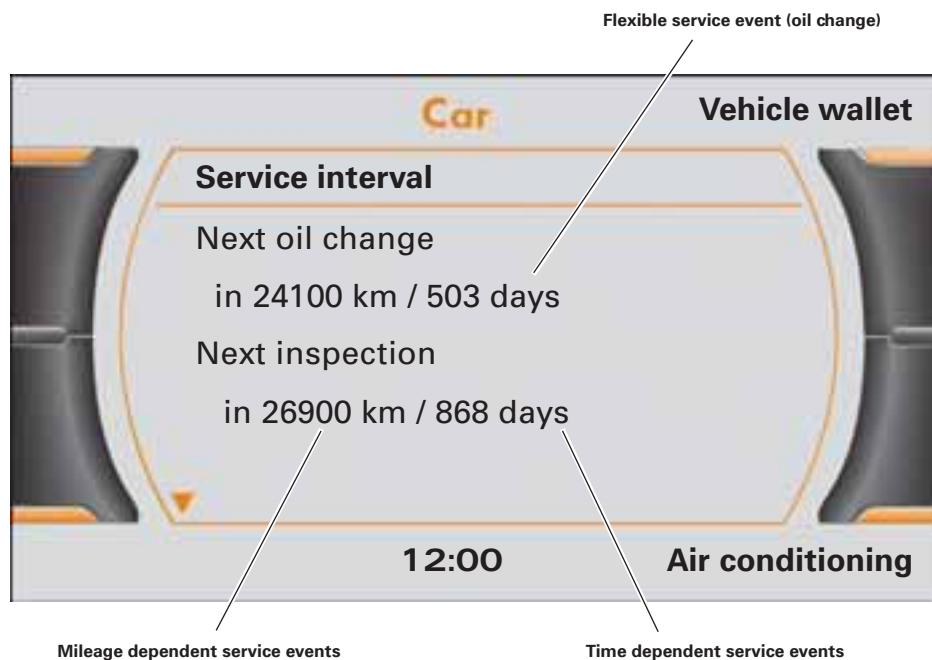 Flexible service event (oil change)
Car
Vehicle wallet
Service interval
Next oil change
in 24100 km / 503 days
Next inspection
in 26900 km / 868 days
12:00
Air conditioning
Mileage dependent service events
Time dependent service events